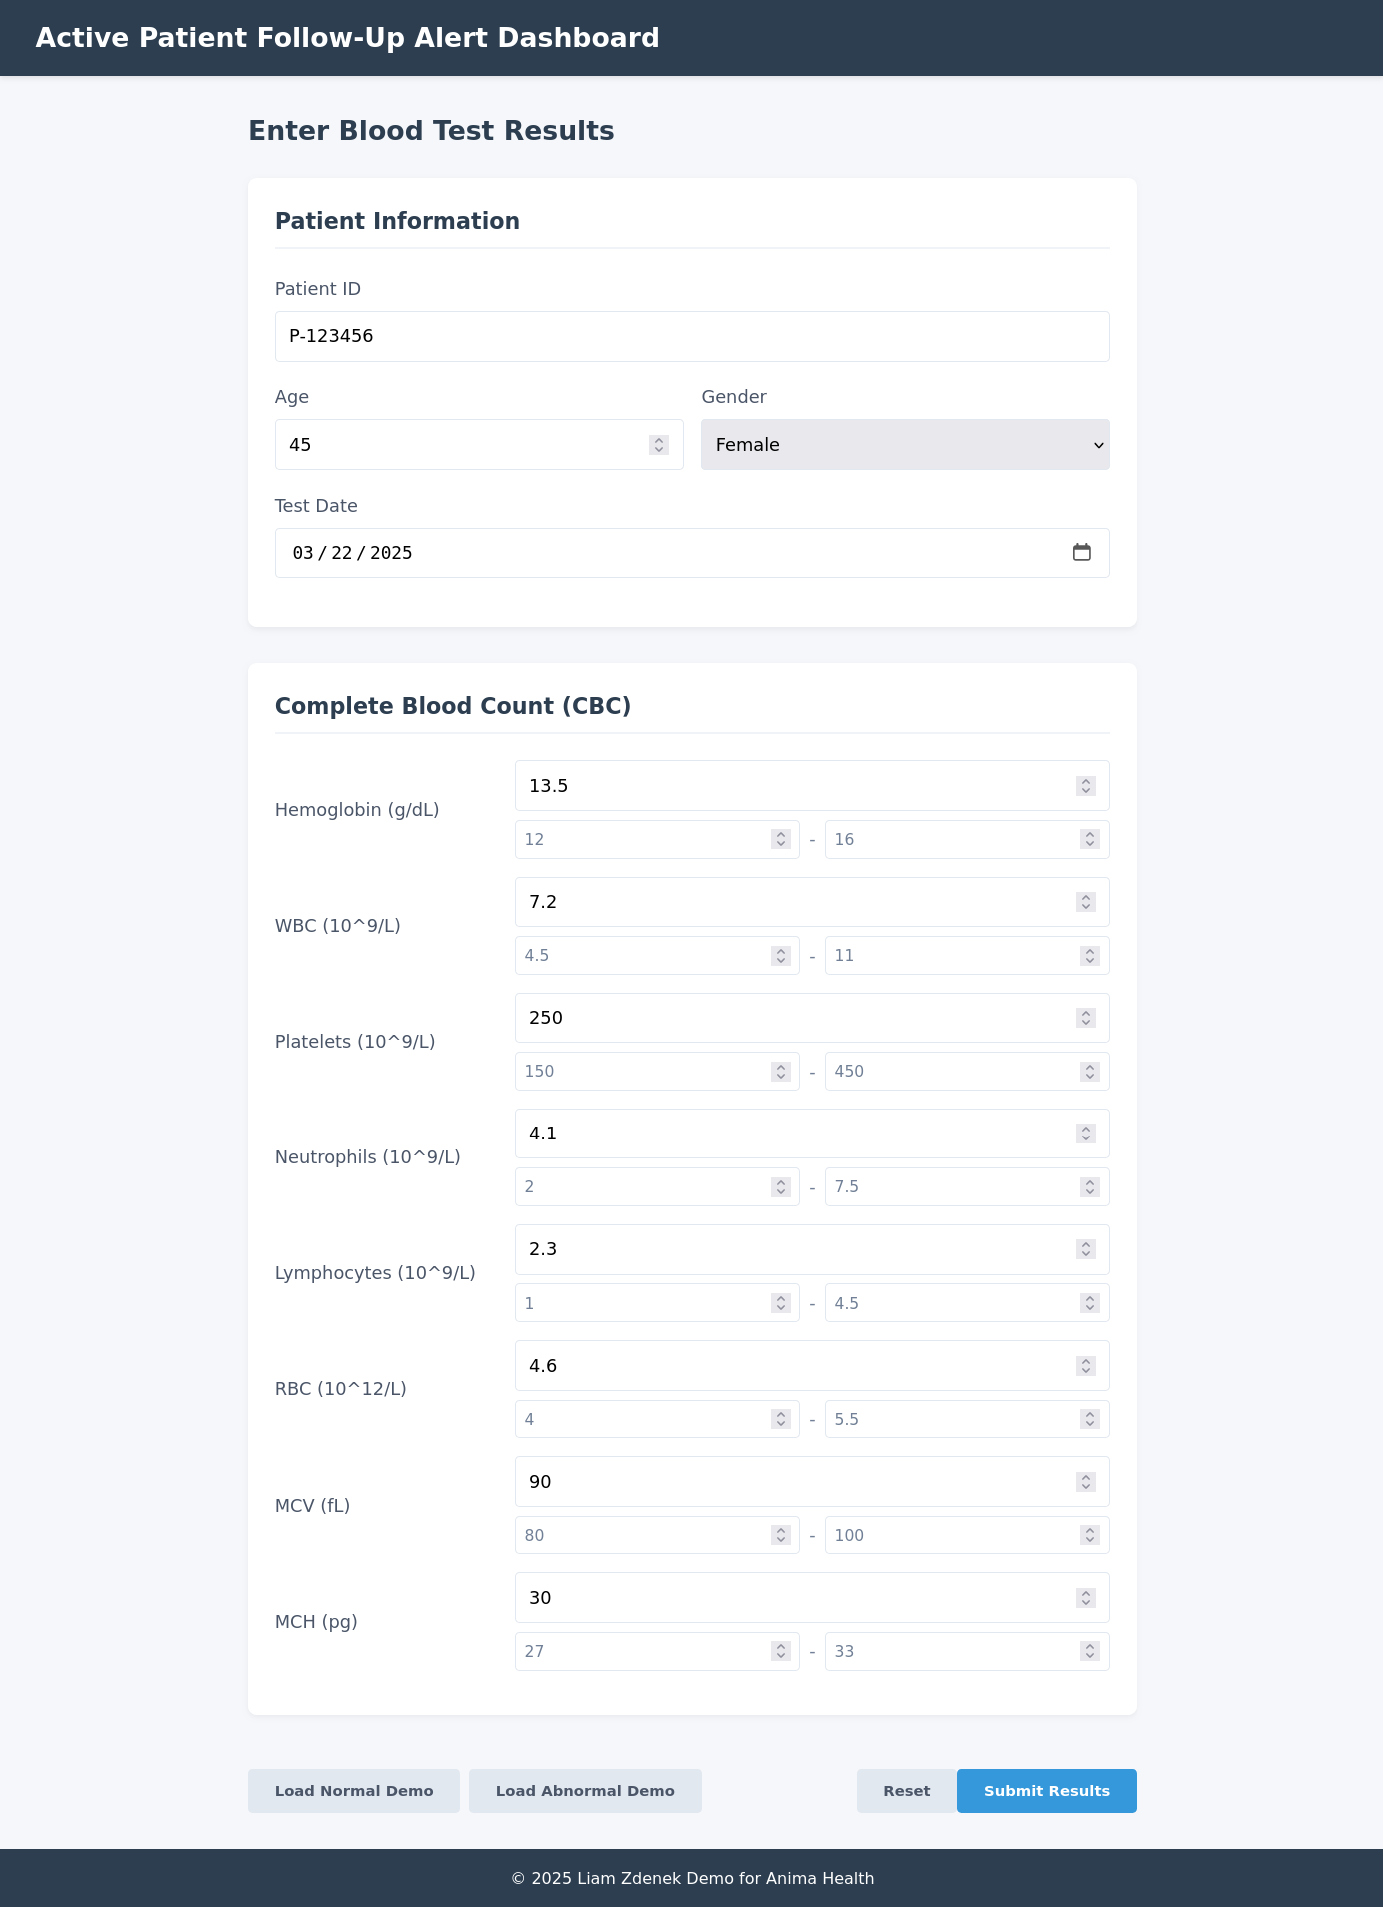 Active Patient Follow-Up Alert Dashboard
Enter Blood Test Results
Patient Information
Patient ID
P-123456
Age
Gender
45
Female
Test Date
03/22/2025
Complete Blood Count (CBC)
Hemoglobin (g/dL)
13.5
12 - 16
WBC (10^9/L)
7.2
4.5 - 11
Platelets (10^9/L)
250
150 - 450
Neutrophils (10^9/L)
4.1
2 - 7.5
Lymphocytes (10^9/L)
2.3
1 - 4.5
RBC (10^12/L)
4.6
4 - 5.5
MCV (fL)
90
80 - 100
MCH (pg)
30
27 - 33
Load Normal Demo
Load Abnormal Demo
Reset
Submit Results
© 2025 Liam Zdenek Demo for Anima Health